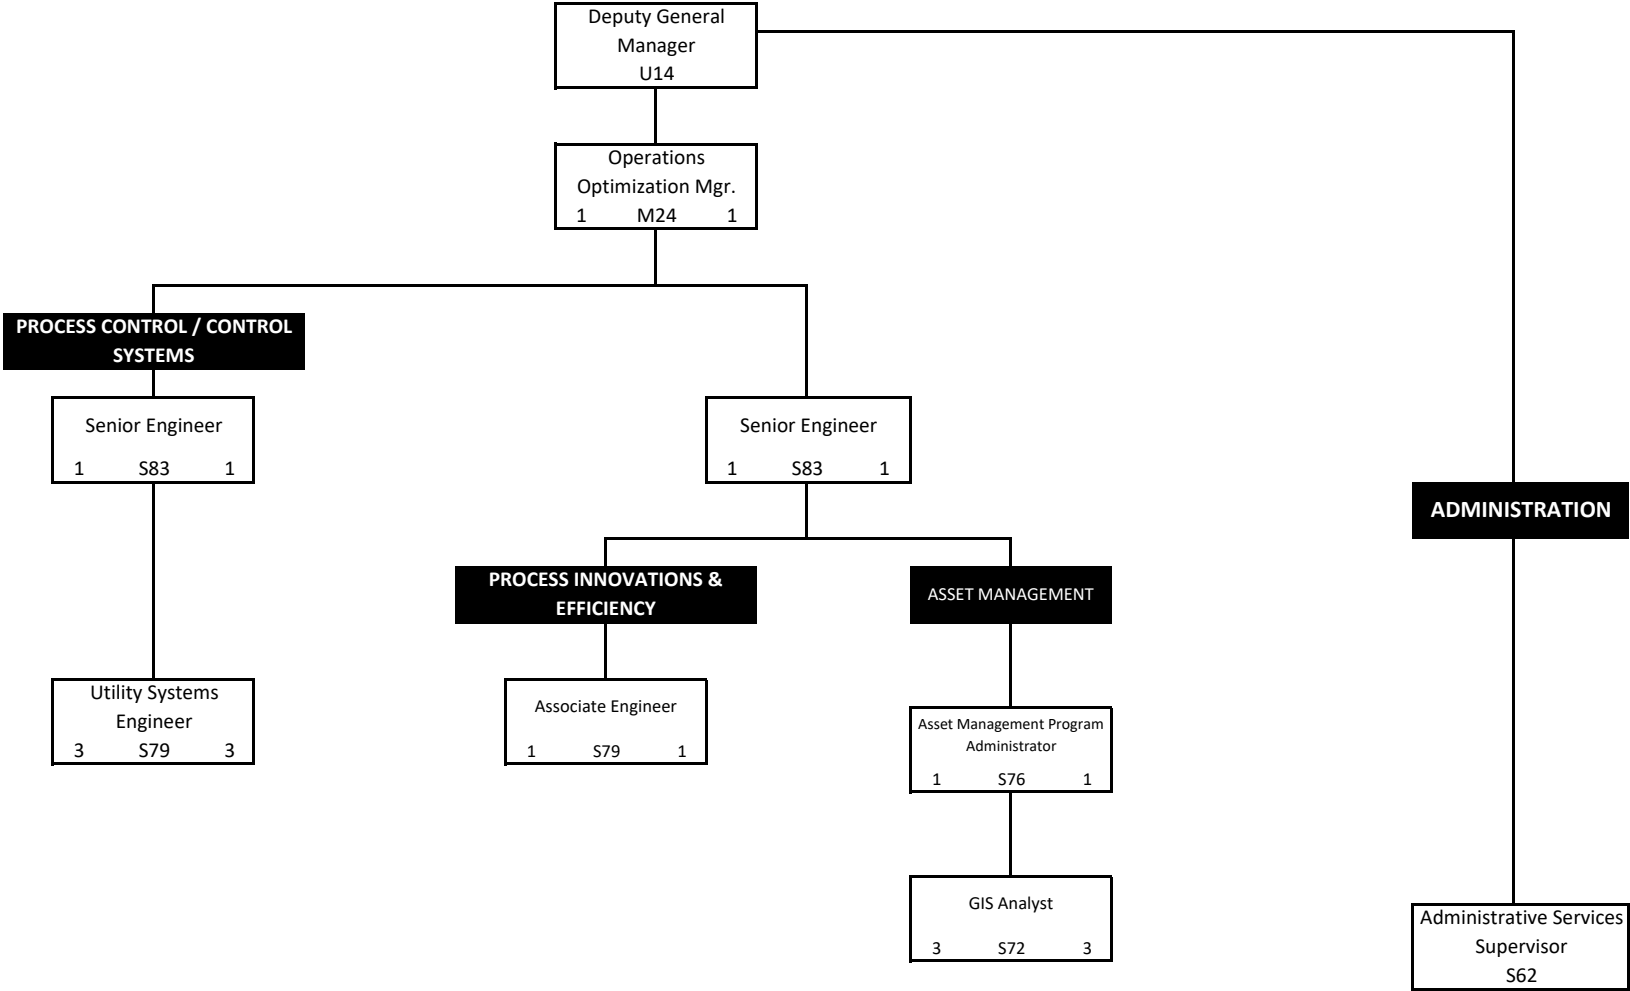 Deputy General
Manager
U14
Operations
Optimization Mgr.
1 M24 1
PROCESS CONTROL / CONTROL
SYSTEMS
Senior Engineer
1 S83 1
Senior Engineer
1 S83 1
ADMINISTRATION
PROCESS INNOVATIONS &
EFFICIENCY
ASSET MANAGEMENT
Utility Systems
Engineer
3 S79 3
Associate Engineer
1 S79 1
Asset Management Program
Administrator
1 S76 1
GIS Analyst
3 S72 3
Administrative Services
Supervisor
S62